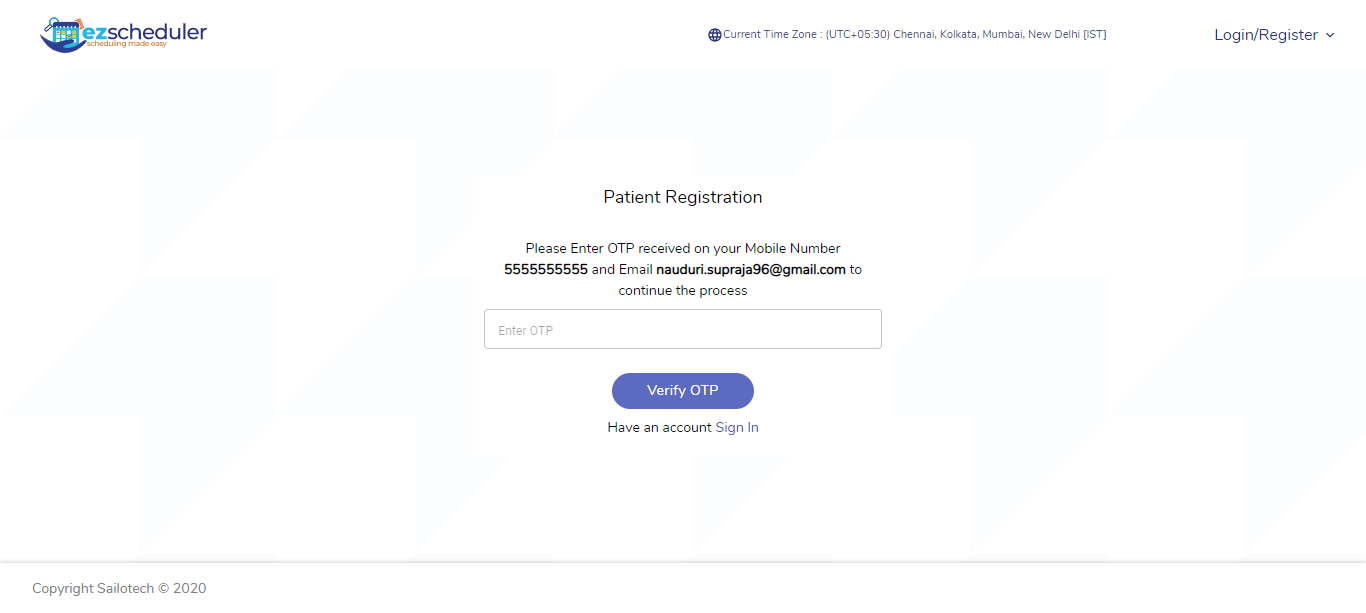 ezscheduler
scheduling made easy
Current Time Zone : (UTC+05:30) Chennai, Kolkata, Mumbai, New Delhi [IST]
Login/Register
Patient Registration
Please Enter OTP received on your Mobile Number
5555555555 and Email nauduri.supraja96@gmail.com to
continue the process
Enter OTP
Verify OTP
Have an account Sign In
Copyright Sailotech © 2020